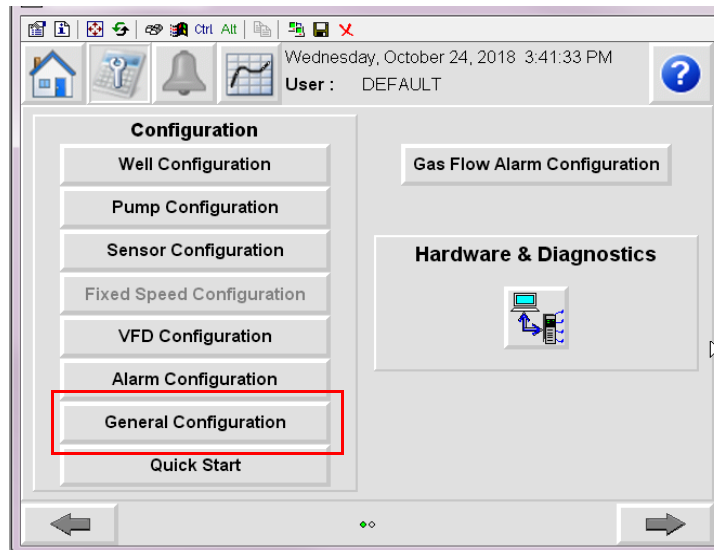 Ctrl Alt
Wednesday, October 24, 2018 3:41:33 PM
User : DEFAULT
?
Configuration
Well Configuration
Pump Configuration
Sensor Configuration
Fixed Speed Configuration
VFD Configuration
Alarm Configuration
General Configuration
Quick Start
Gas Flow Alarm Configuration
Hardware & Diagnostics